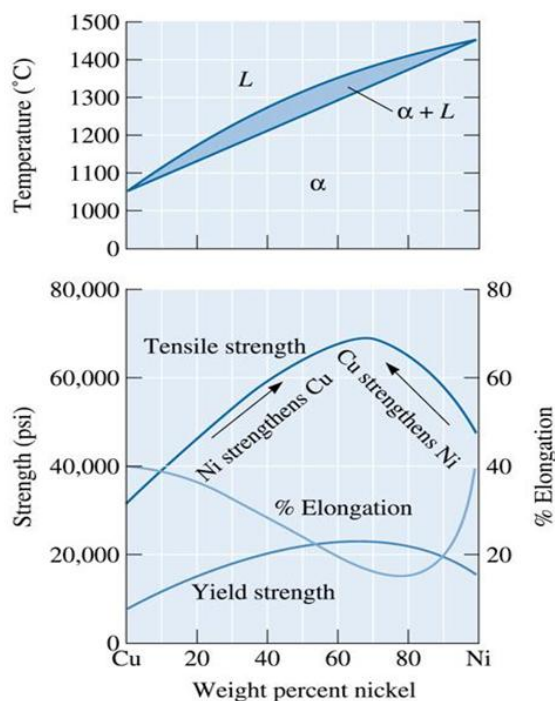 1500
1400
1300
1200
1100
1000
0
Temperature (°C)
L
α + L
α
80,000
60,000
40,000
20,000
0
Strength (psi)
80
60
40
20
0
% Elongation
Tensile strength
Ni strengthens Cu
Cu strengthens Ni
% Elongation
Yield strength
Cu 20 40 60 80 Ni
Weight percent nickel